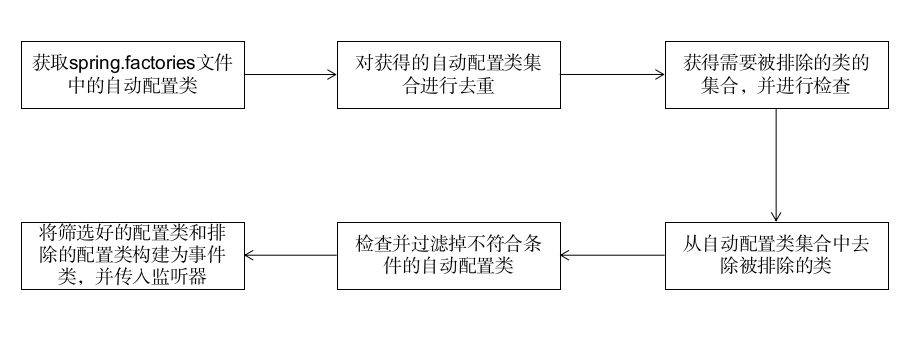 获取spring.factories文件
中的自动配置类
对获得的自动配置类集
合进行去重
获得需要被排除的类的
集合，并进行检查
从自动配置类集合中去
除被排除的类
检查并过滤掉不符合条
件的自动配置类
将筛选好的配置类和排
除的配置类构建为事件
类，并传入监听器